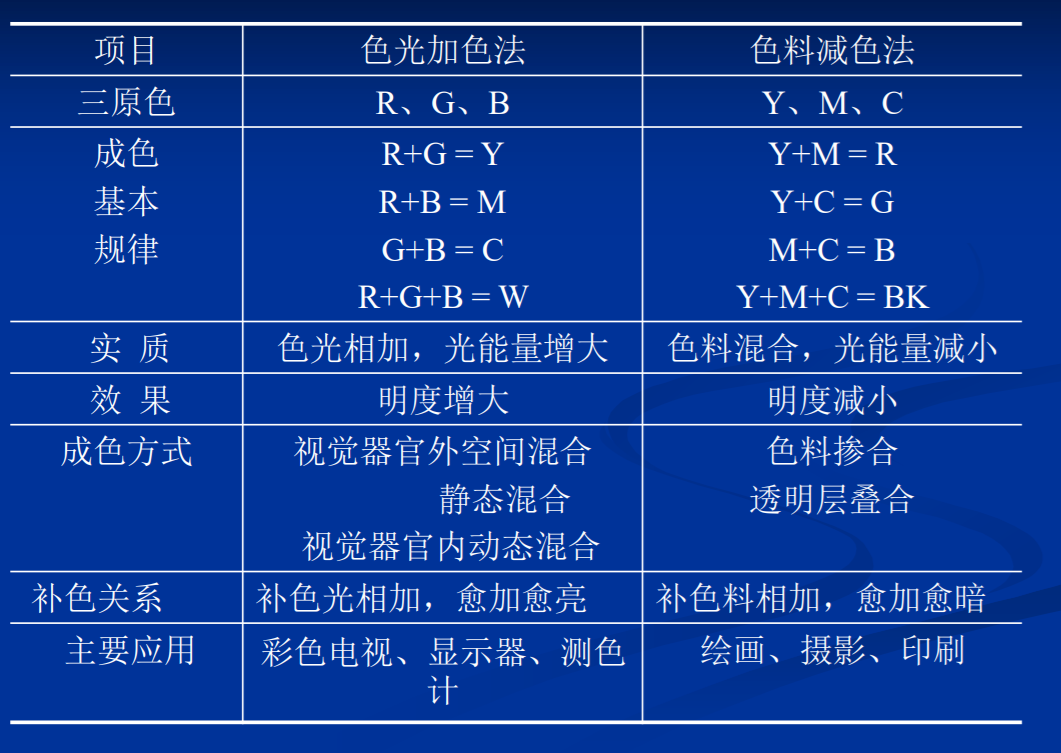 项目 色光加色法 色料减色法
三原色 R、G、B Y、M、C
成色 R+G = Y Y+M = R
基本 R+B = M Y+C = G
规律 G+B = C M+C = B
R+G+B = W Y+M+C = BK
实 质 色光相加，光能量增大 色料混合，光能量减小
效 果 明度增大 明度减小
成色方式 视觉器官外空间混合 色料掺合
静态混合 透明层叠合
视觉器官内动态混合
补色关系 补色光相加，愈加愈亮 补色料相加，愈加愈暗
主要应用 彩色电视、显示器、测色 绘画、摄影、印刷
计